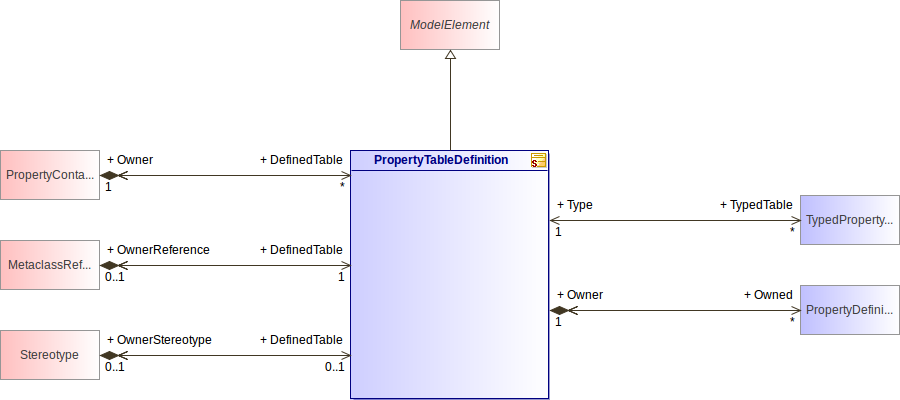 ModelElement
PropertyTableDefinition
S
PropertyConta...
+ Owner
+ DefinedTable
1
*
MetaclassRef...
+ OwnerReference
+ DefinedTable
0..1
1
Stereotype
+ OwnerStereotype
+ DefinedTable
0..1
0..1
+ Type
+ TypedTable
1
*
TypedProperty...
+ Owner
+ Owned
1
*
PropertyDefini...